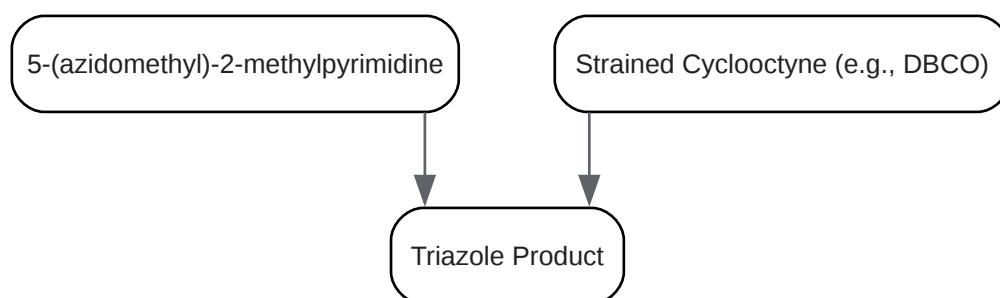 5-(azidomethyl)-2-methylpyrimidine
Strained Cyclooctyne (e.g., DBCO)
Triazole Product